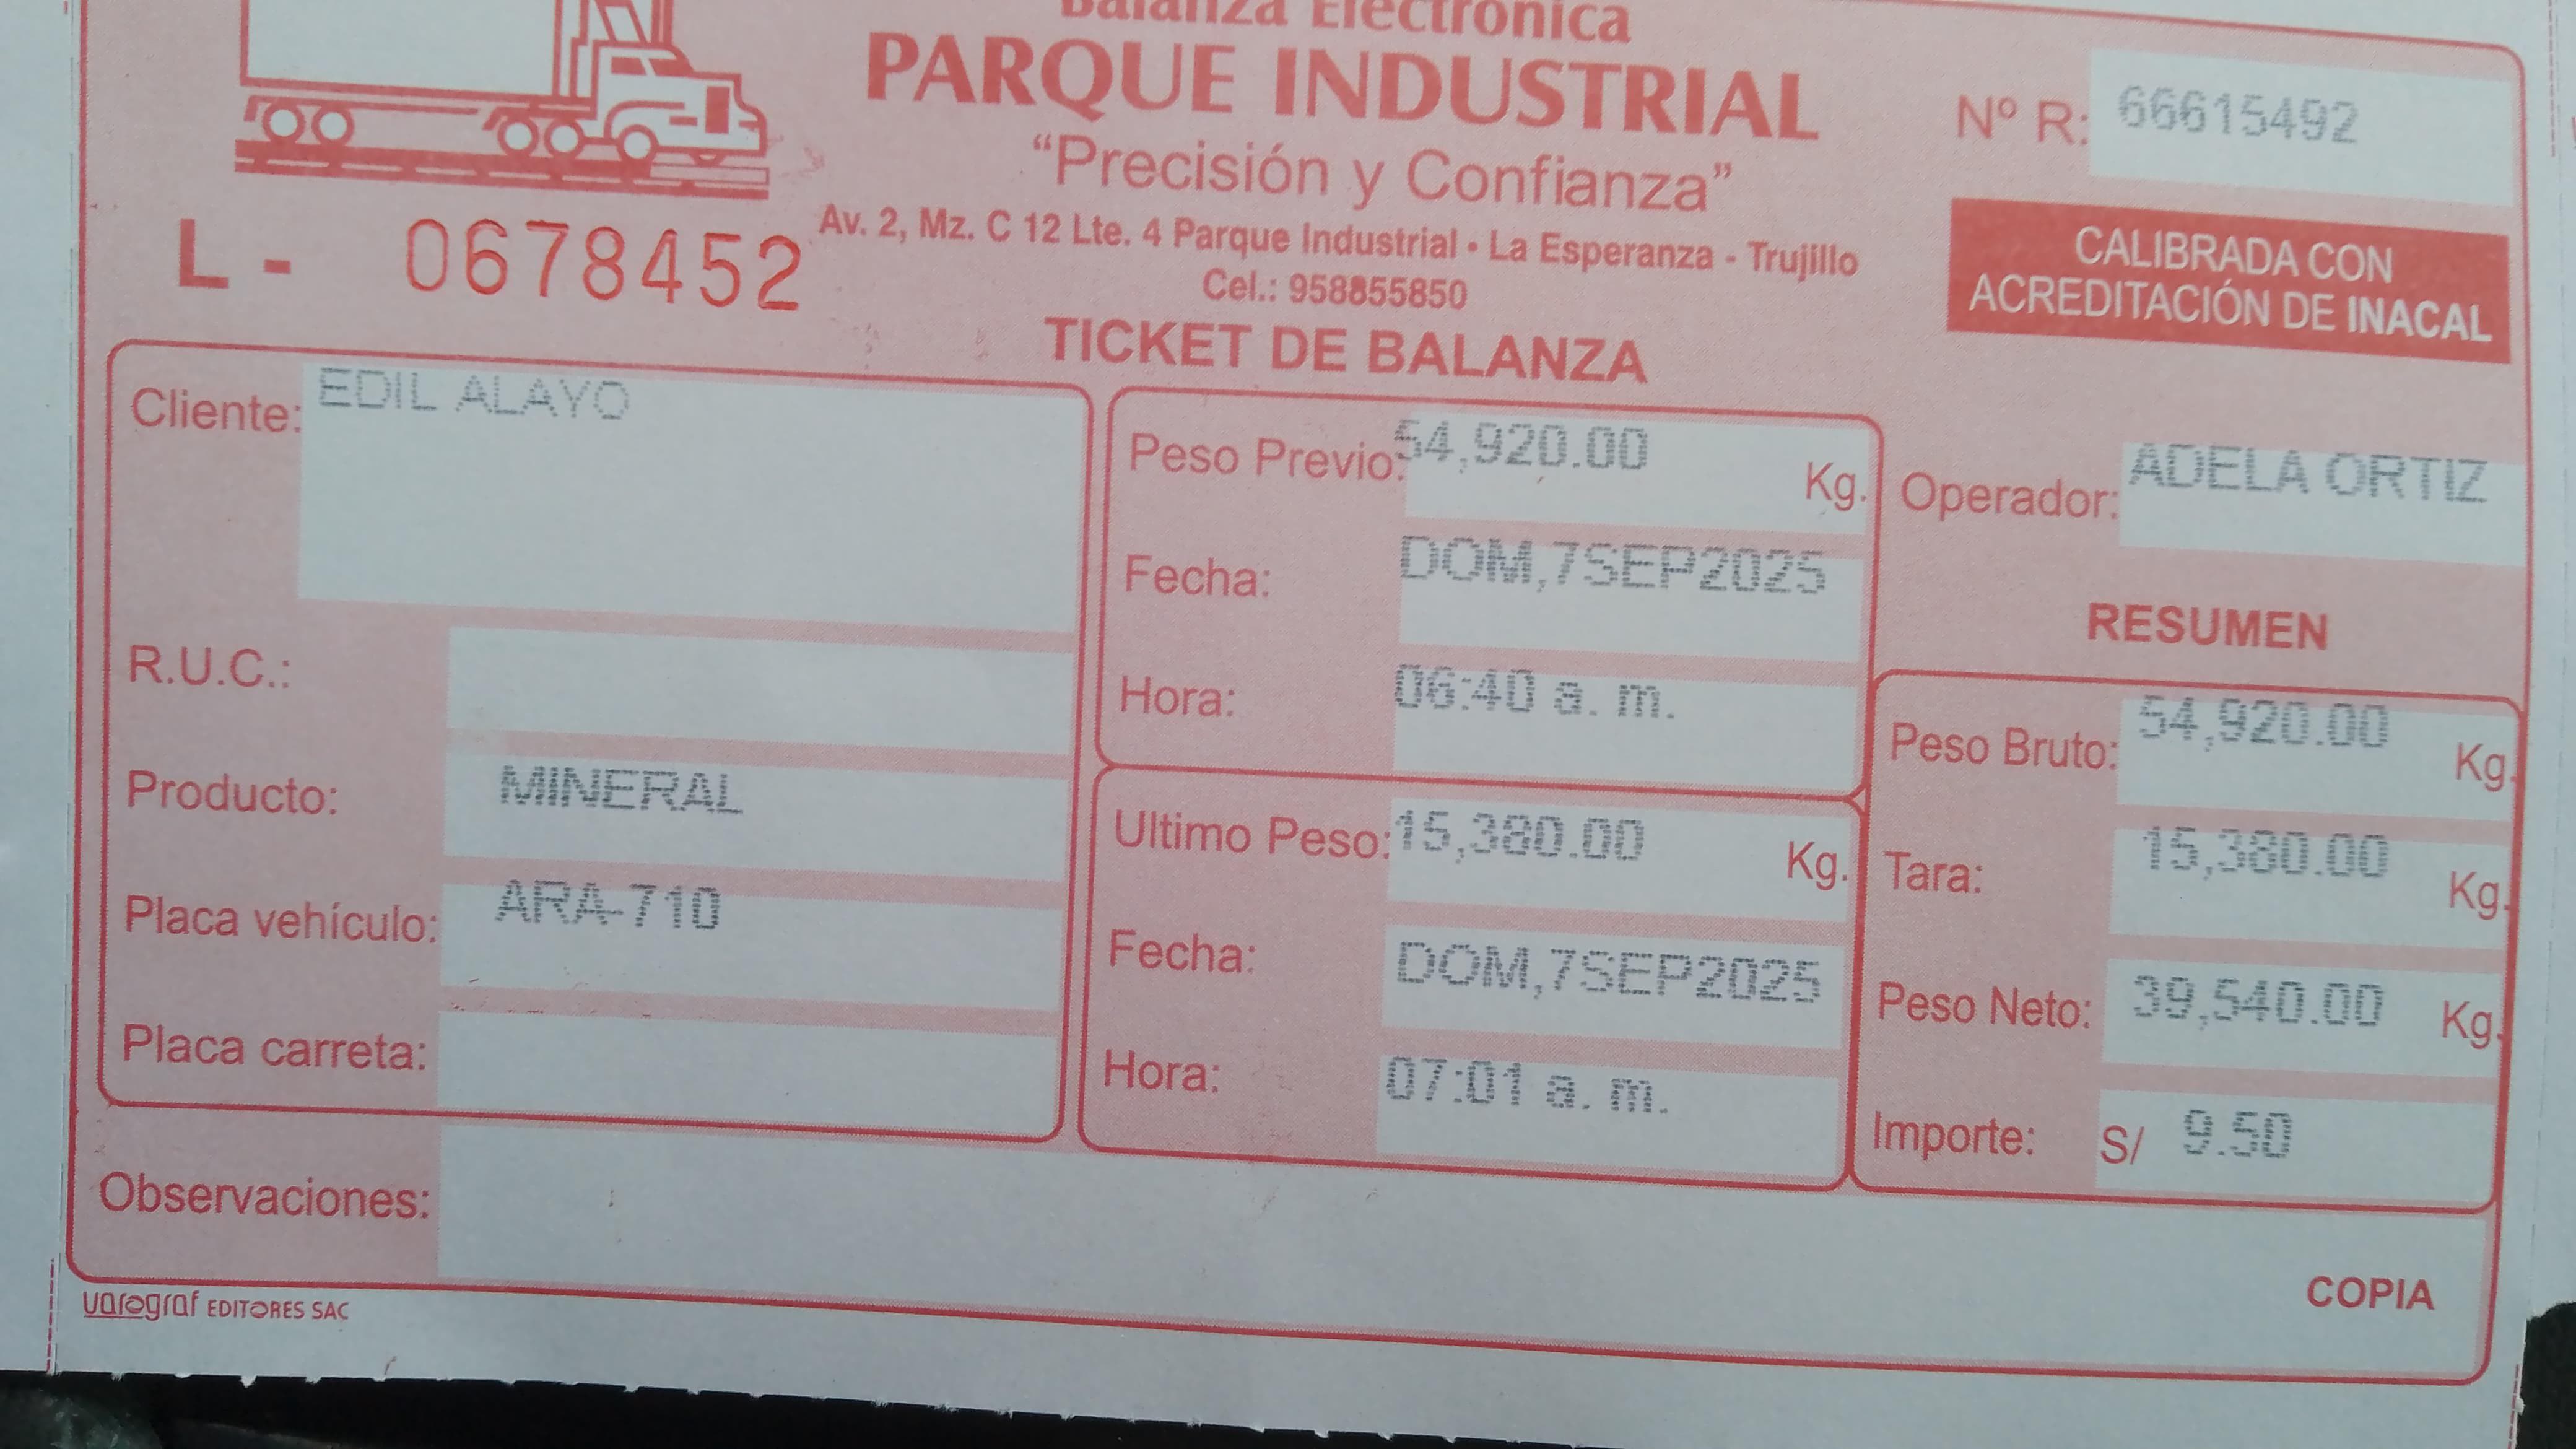 Balanza Electrónica
PARQUE INDUSTRIAL
"Precisión y Confianza"
Av. 2, Mz. C 12 Lte. 4 Parque Industrial • La Esperanza - Trujillo
Cel.: 958855850
Nº R: 66615492
CALIBRADA CON
ACREDITACIÓN DE INACAL
L - 0678452
TICKET DE BALANZA
Cliente: EDIL ALAYO
R.U.C.:
Producto: MINERAL
Placa vehículo: ARA-710
Placa carreta:
Observaciones:
Peso Previo: 54,920.00 Kg.
Fecha: DOM,7SEP2025
Hora: 06:40 a. m.
Ultimo Peso: 15,380.00 Kg.
Fecha: DOM,7SEP2025
Hora: 07:01 a. m.
Operador: ADELA ORTIZ
RESUMEN
Peso Bruto: 54,920.00 Kg.
Tara: 15,380.00 Kg.
Peso Neto: 39,540.00 Kg.
Importe: S/ 9.50
COPIA
varograf EDITORES SAC